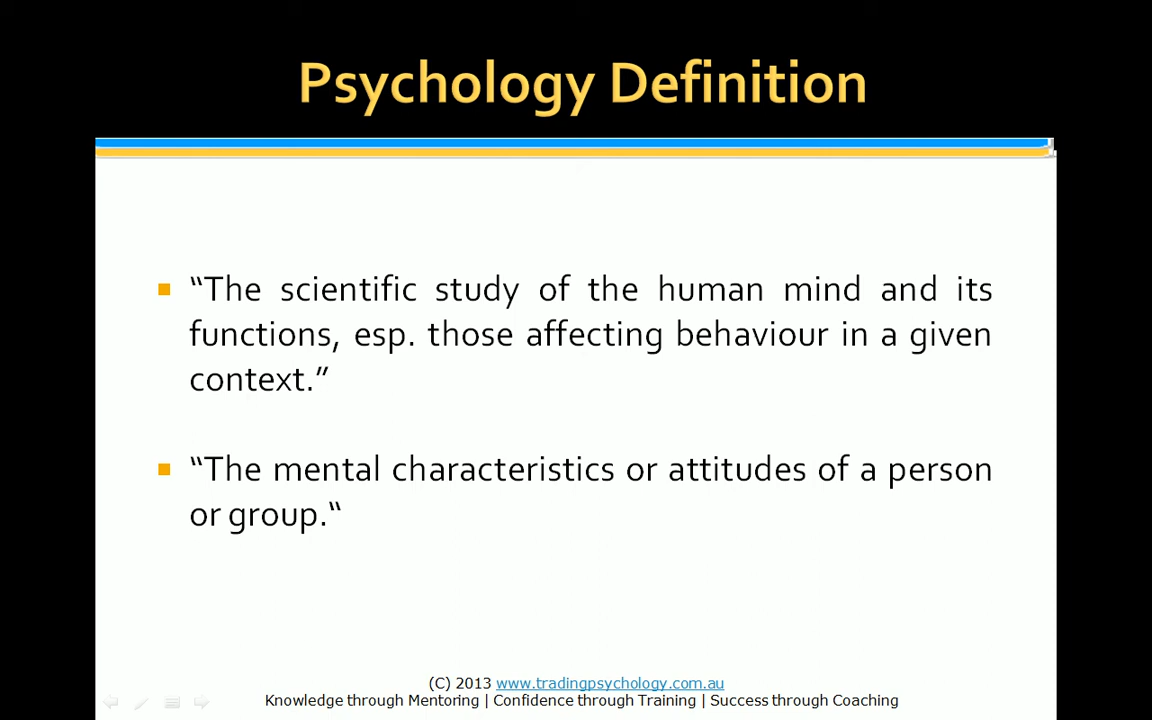 Psychology Definition
“The scientific study of the human mind and its
functions, esp. those affecting behaviour in a given
context.”
“The mental characteristics or attitudes of a person
or group.“
(C) 2013 www.tradingpsychology.com.au
Knowledge through Mentoring | Confidence through Training | Success through Coaching